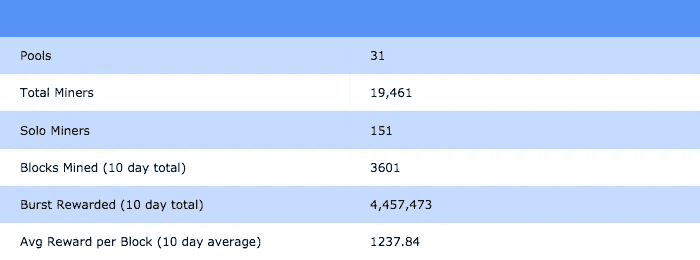 Pools 31
Total Miners 19,461
Solo Miners 151
Blocks Mined (10 day total) 3601
Burst Rewarded (10 day total) 4,457,473
Avg Reward per Block (10 day average) 1237.84